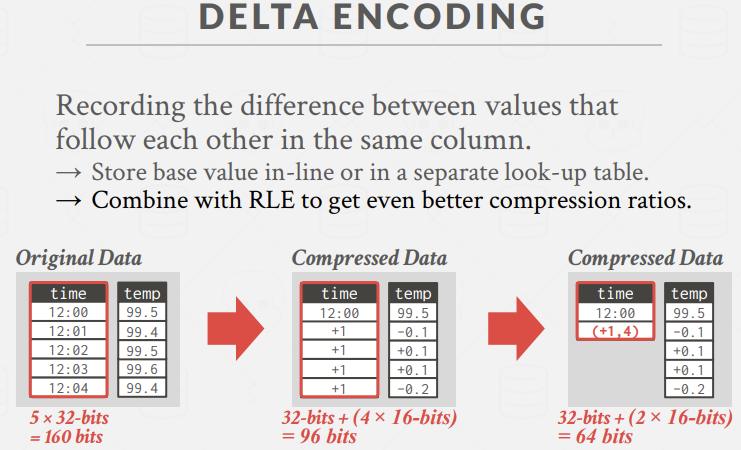 DELTA ENCODING
Recording the difference between values that
follow each other in the same column.
→ Store base value in-line or in a separate look-up table.
→ Combine with RLE to get even better compression ratios.
Original Data
time temp
12:00 99.5
12:01 99.4
12:02 99.5
12:03 99.6
12:04 99.4
5 × 32-bits
= 160 bits
Compressed Data
time temp
12:00 99.5
+1 −0.1
+1 +0.1
+1 +0.1
+1 −0.2
32-bits + (4 × 16-bits)
= 96 bits
Compressed Data
time temp
12:00 99.5
(+1,4) −0.1
+0.1
+0.1
−0.2
32-bits + (2 × 16-bits)
= 64 bits